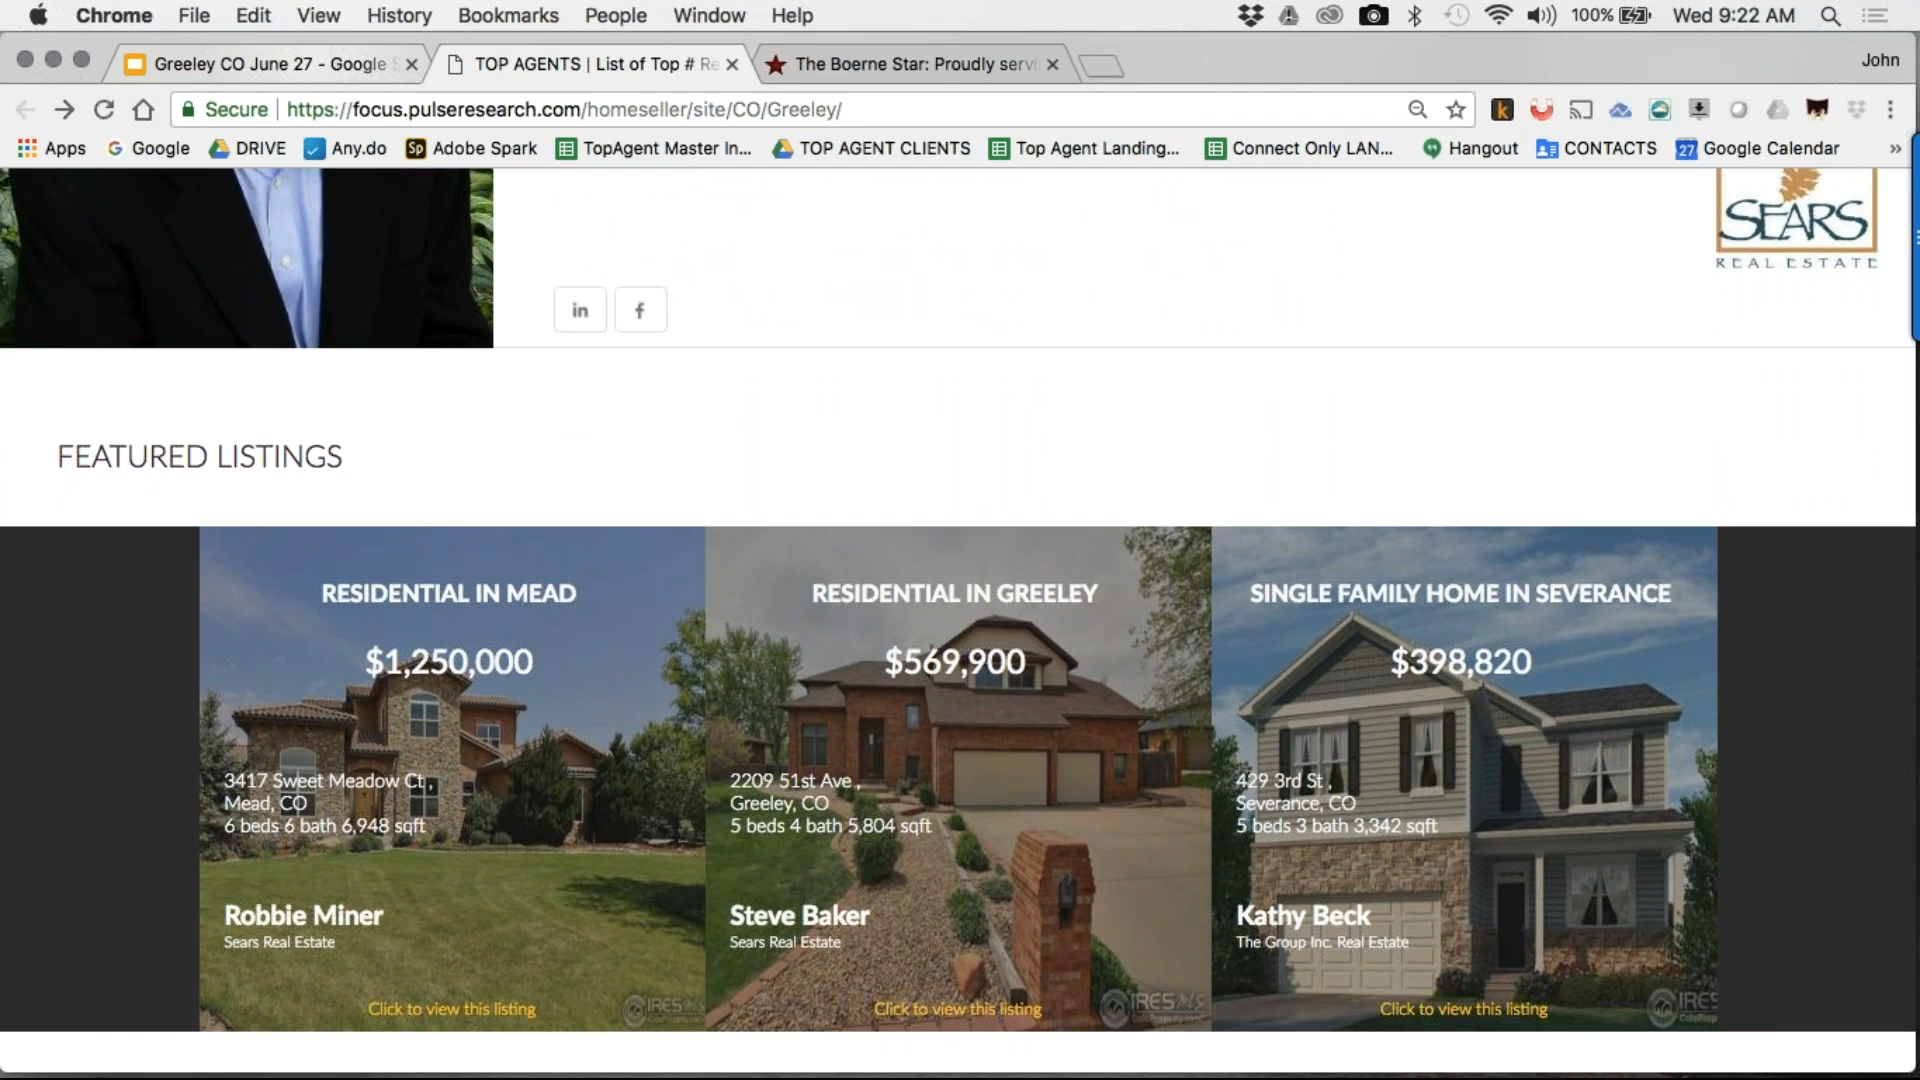 Chrome File Edit View History Bookmarks People Window Help 100% Wed 9:22 AM
Greeley CO June 27 - Google TOP AGENTS | List of Top # Re The Boerne Star: Proudly servi John
Secure https://focus.pulseresearch.com/homeseller/site/CO/Greeley/
Apps Google DRIVE Any.do Adobe Spark TopAgent Master In... TOP AGENT CLIENTS Top Agent Landing... Connect Only LAN... Hangout CONTACTS 27 Google Calendar »
SEARS
REAL ESTATE
in f
FEATURED LISTINGS
RESIDENTIAL IN MEAD
$1,250,000
3417 Sweet Meadow Ct ,
Mead, CO
6 beds 6 bath 6,948 sqft
Robbie Miner
Sears Real Estate
Click to view this listing
RESIDENTIAL IN GREELEY
$569,900
2209 51st Ave ,
Greeley, CO
5 beds 4 bath 5,804 sqft
Steve Baker
Sears Real Estate
Click to view this listing
IRES MLS
SINGLE FAMILY HOME IN SEVERANCE
$398,820
429 3rd St ,
Severance, CO
5 beds 3 bath 3,342 sqft
Kathy Beck
The Group Inc. Real Estate
Click to view this listing